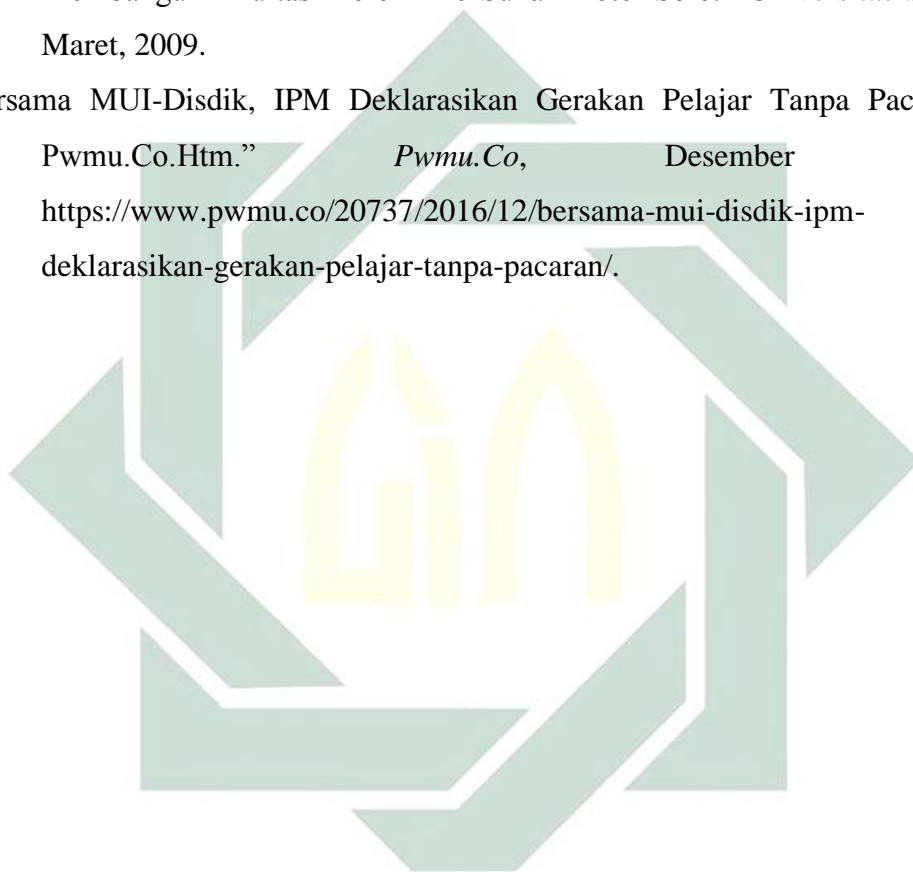 Maret, 2009.
rsama MUI-Disdik, IPM Deklarasikan Gerakan Pelajar Tanpa Pac
Pwmu.Co.Htm.” Pwmu.Co, Desember
https://www.pwmu.co/20737/2016/12/bersama-mui-disdik-ipm-
deklarasikan-gerakan-pelajar-tanpa-pacaran/.